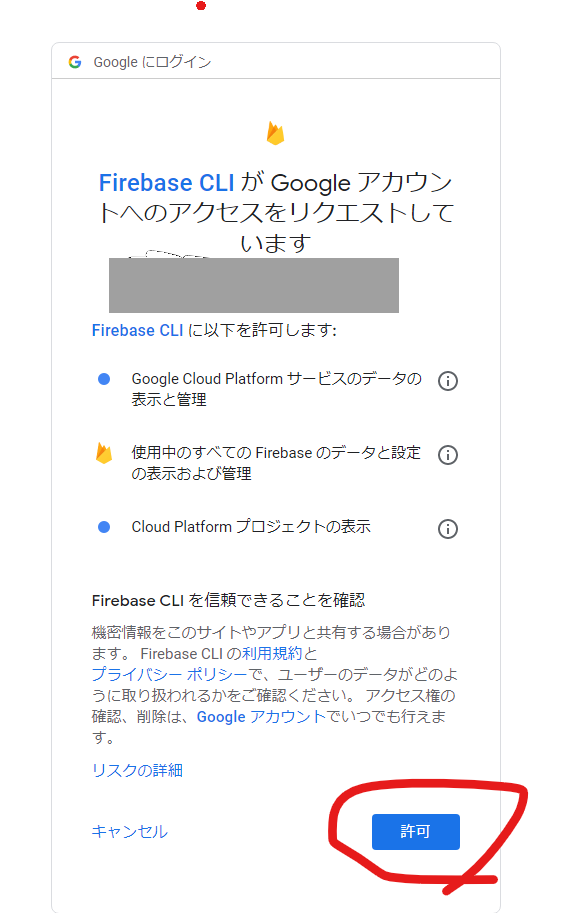 Google にログイン
Firebase CLI が Google アカウン
トへのアクセスをリクエストして
います
Firebase CLI に以下を許可します:
Google Cloud Platform サービスのデータの
表示と管理
使用中のすべての Firebase のデータと設定
の表示および管理
Cloud Platform プロジェクトの表示
Firebase CLI を信頼できることを確認
機密情報をこのサイトやアプリと共有する場合があり
ます。 Firebase CLI の利用規約と
プライバシー ポリシーで、ユーザーのデータがどのよ
うに取り扱われるかをご確認ください。 アクセス権の
確認、削除は、Google アカウントでいつでも行えま
す。
リスクの詳細
キャンセル
許可